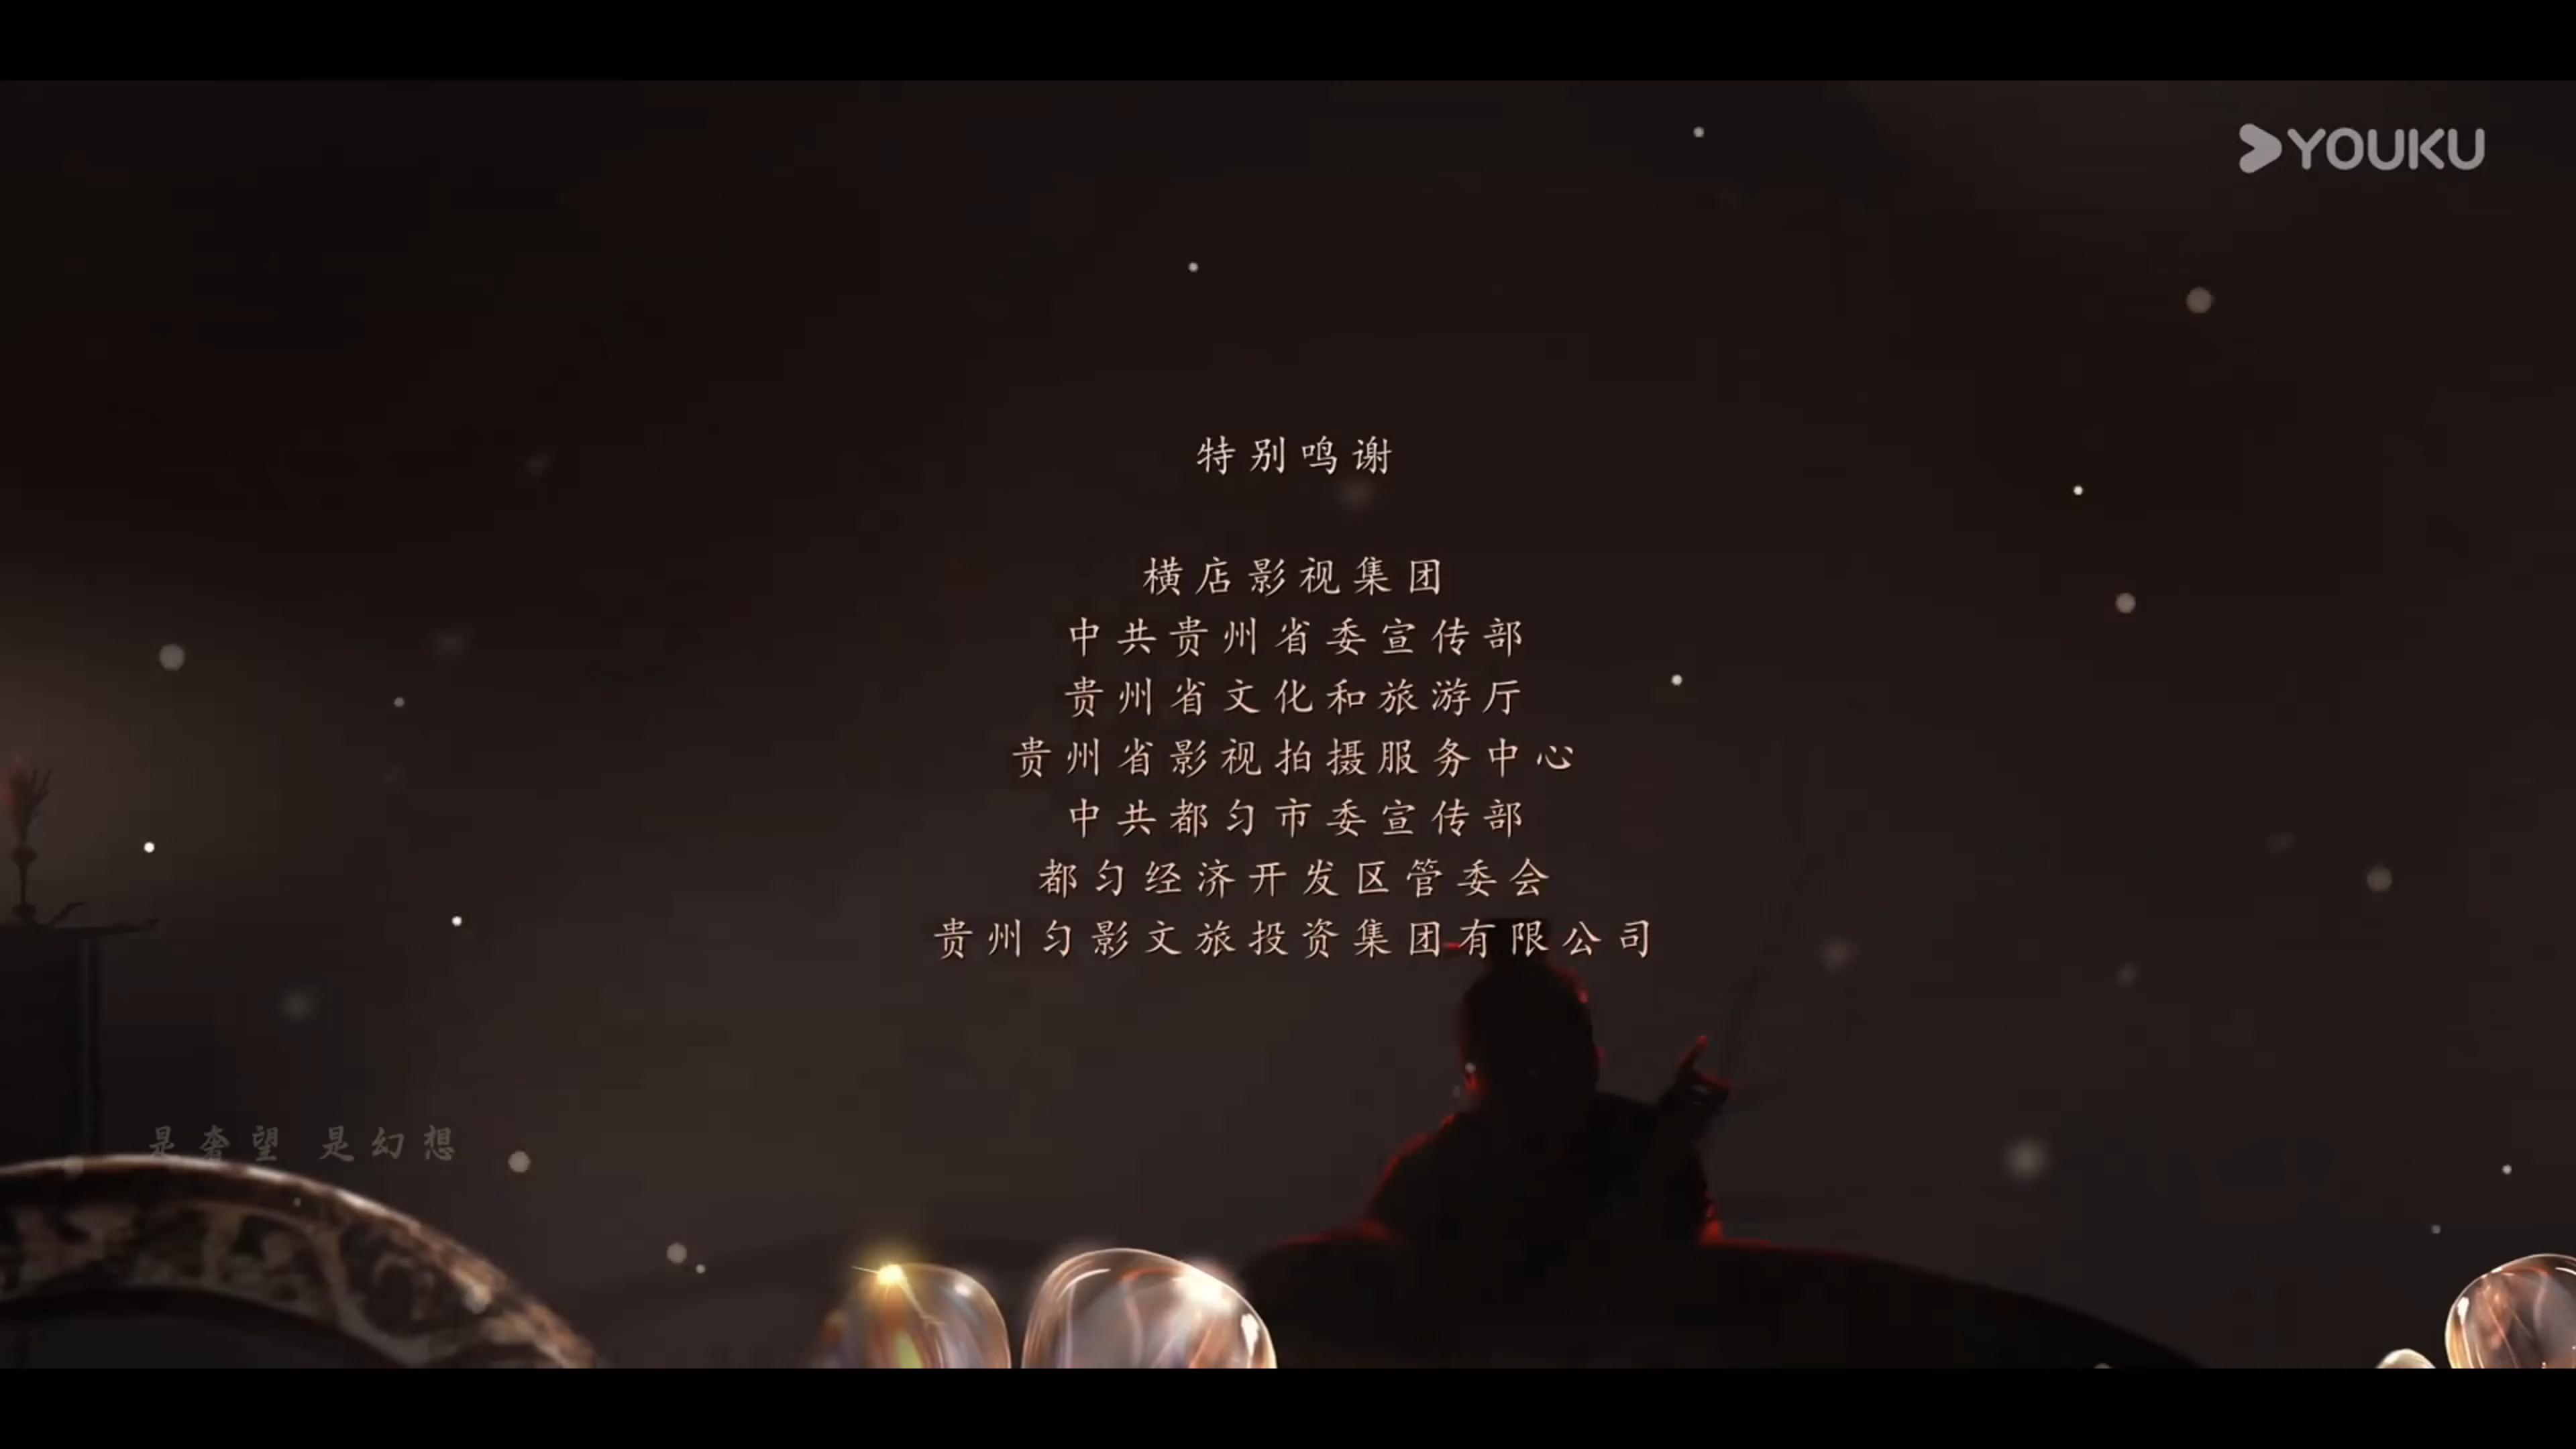 YOUKU
特别鸣谢
横店影视集团
中共贵州省委宣传部
贵州省文化和旅游厅
贵州省影视拍摄服务中心
中共都匀市委宣传部
都匀经济开发区管委会
贵州匀影文旅投资集团有限公司
是奢望 是幻想